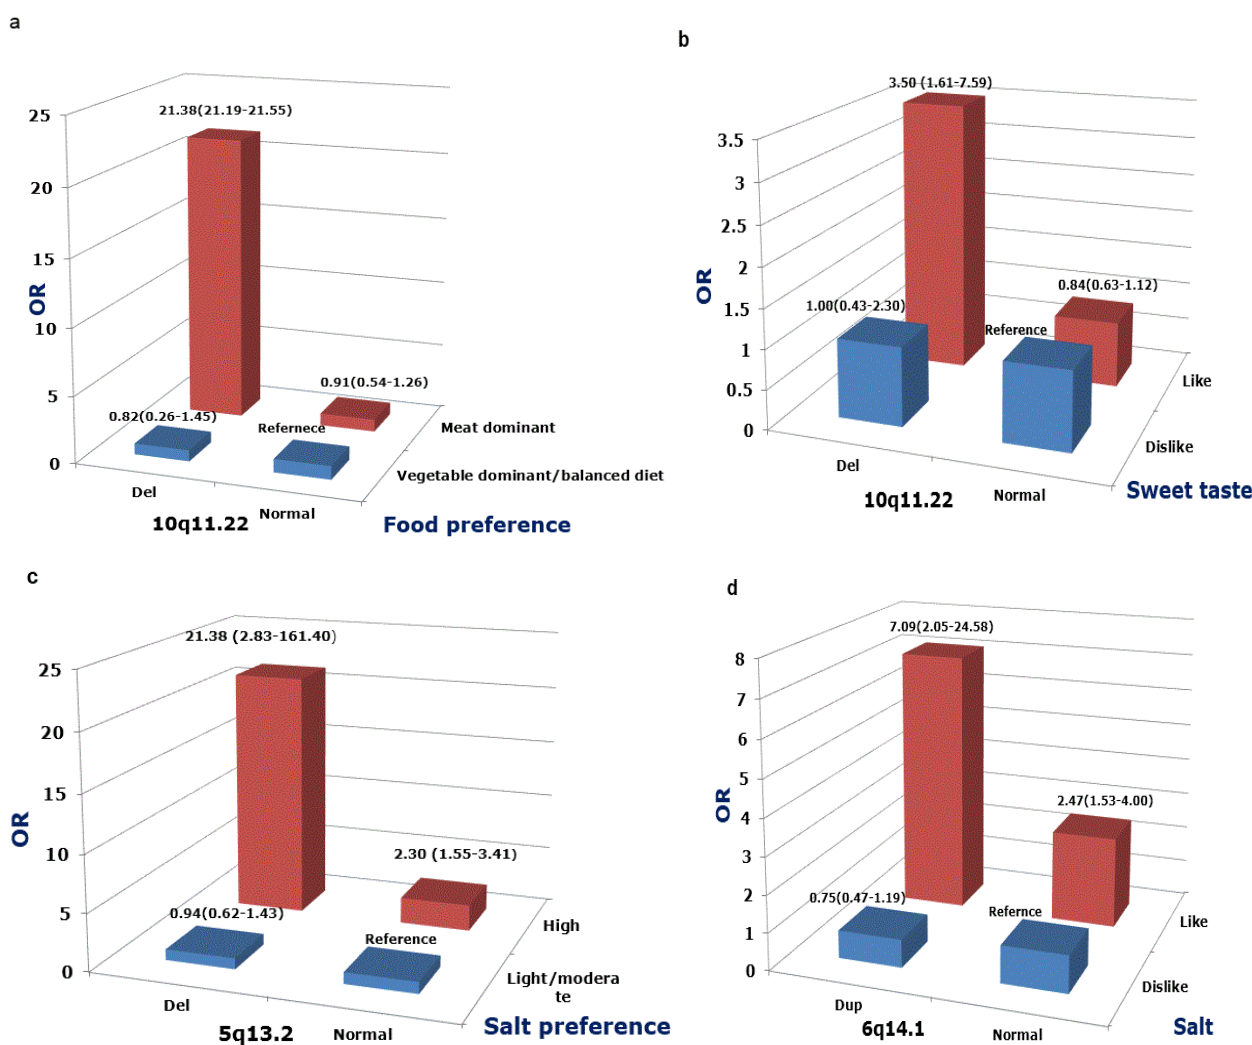 a
21.38(21.19-21.55)
25
20
15
10
5
0
OR
0.82(0.26-1.45)
0.91(0.54-1.26)
Refernece
Meat dominant
Vegetable dominant/balanced diet
Del
Normal
10q11.22
Food preference
b
3.50 (1.61-7.59)
3.5
3
2.5
2
1.5
1
0.5
0
OR
1.00(0.43-2.30)
0.84(0.63-1.12)
Reference
Like
Dislike
Del
Normal
10q11.22
Sweet taste
c
21.38 (2.83-161.40)
25
20
15
10
5
0
OR
2.30 (1.55-3.41)
0.94(0.62-1.43)
Reference
High
Light/modera
te
Del
Normal
5q13.2
Salt preference
d
7.09(2.05-24.58)
8
7
6
5
4
3
2
1
0
OR
2.47(1.53-4.00)
0.75(0.47-1.19)
Refernce
Like
Dislike
Dup
Normal
6q14.1
Salt